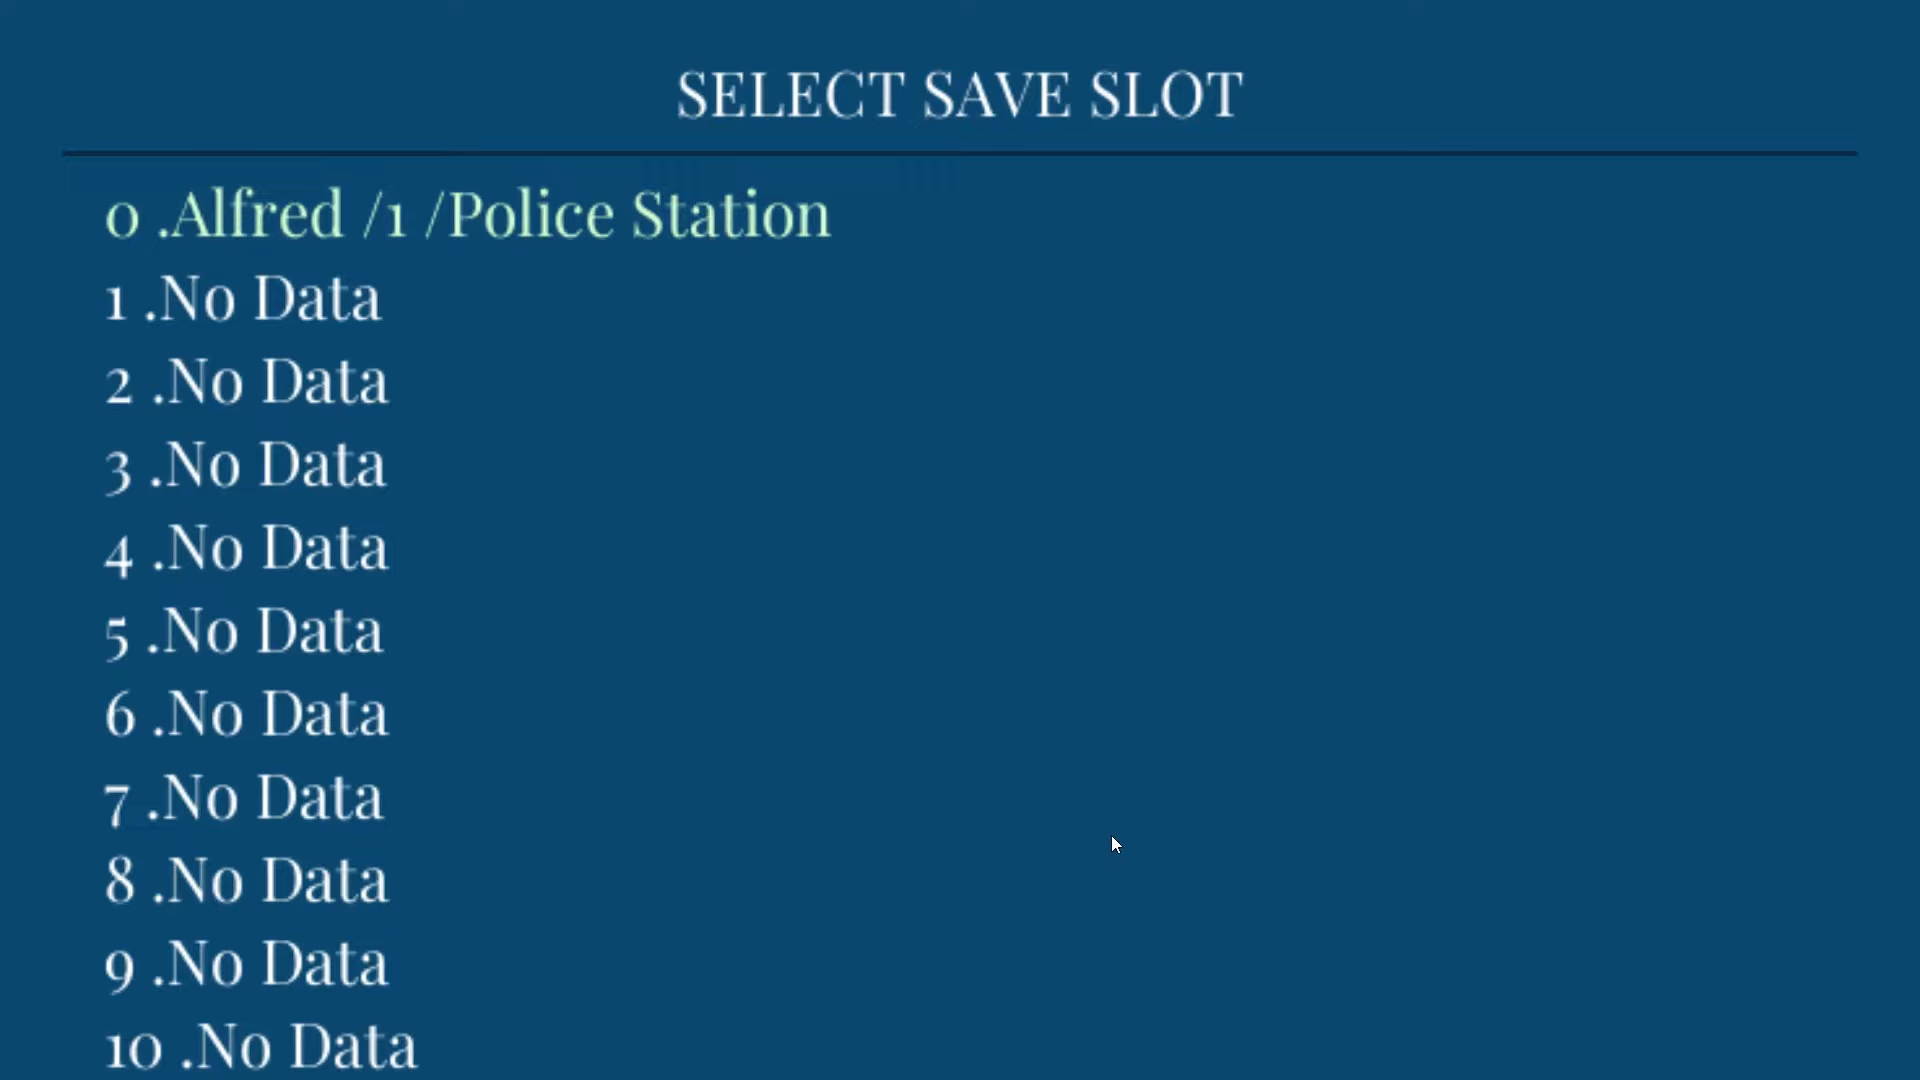 SELECT SAVE SLOT
0 .Alfred /1 /Police Station
1 .No Data
2 .No Data
3 .No Data
4 .No Data
5 .No Data
6 .No Data
7 .No Data
8 .No Data
9 .No Data
10 .No Data